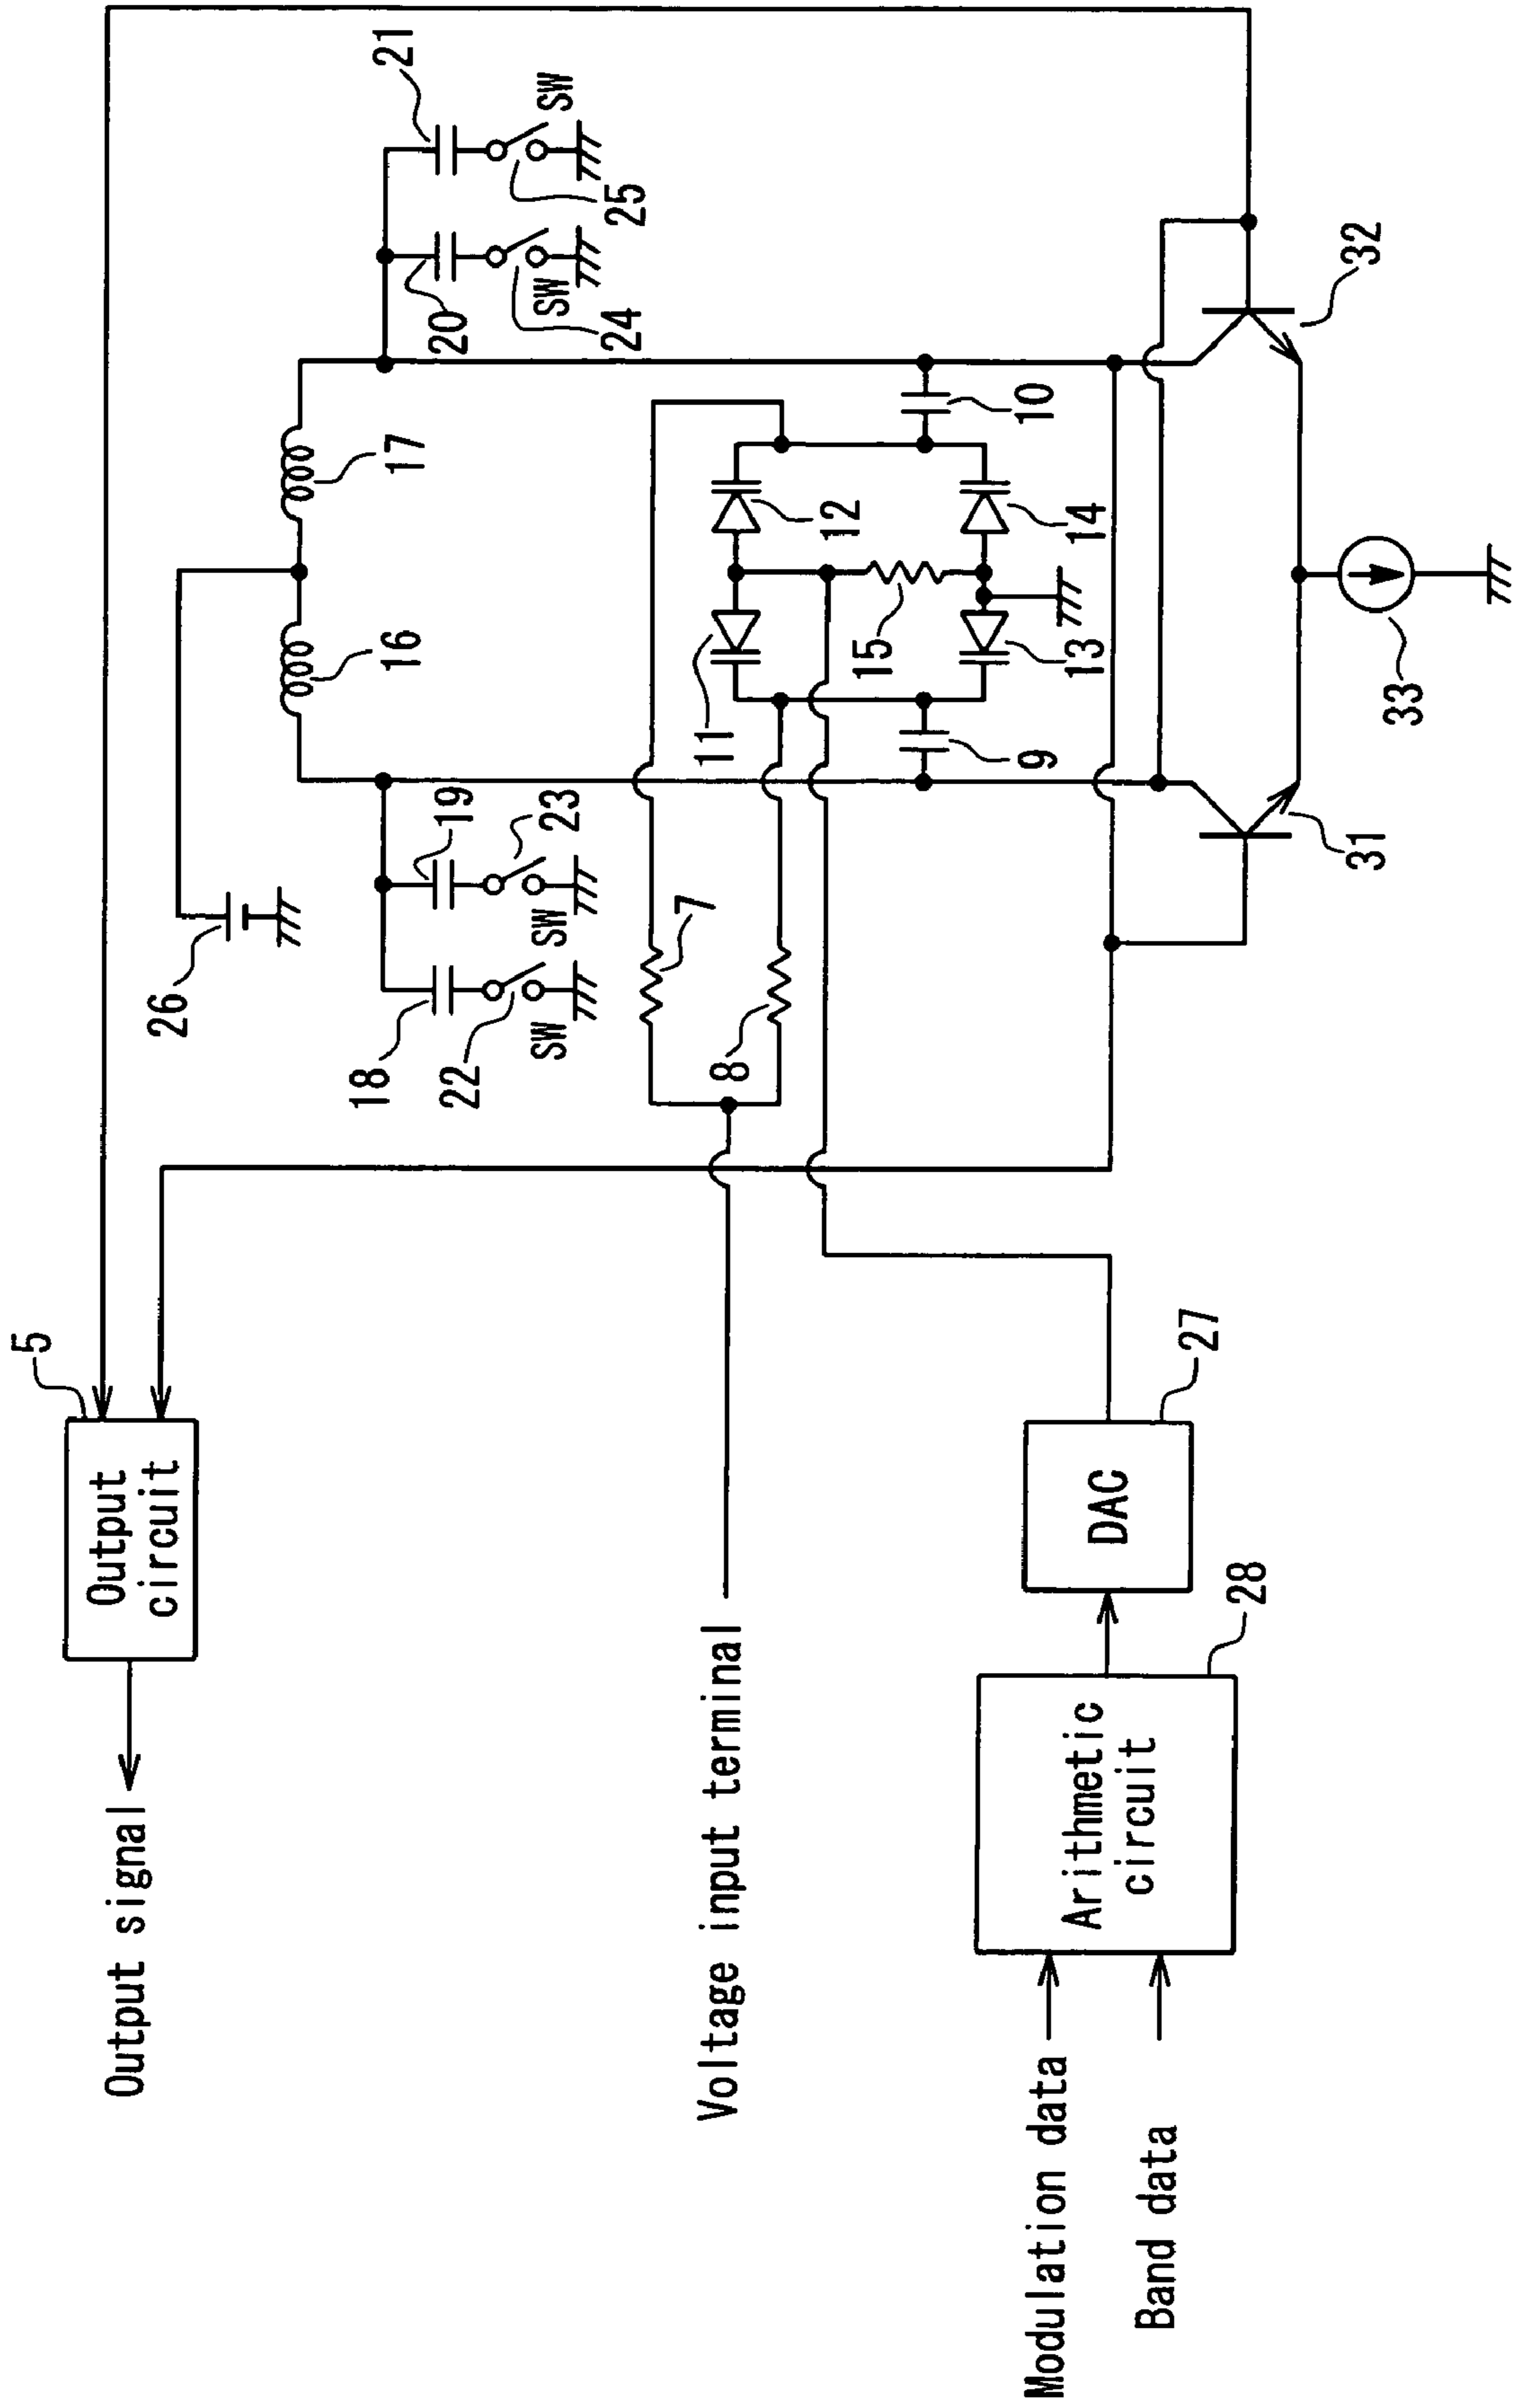 Output signal
Output
circuit
5
Voltage input terminal
Modulation data
Band data
Arithmetic
circuit
28
DAC
27
26
16
17
18
19
22
23
SW
SW
20
21
24
25
SW
SW
7
8
11
12
15
13
14
9
10
31
32
33